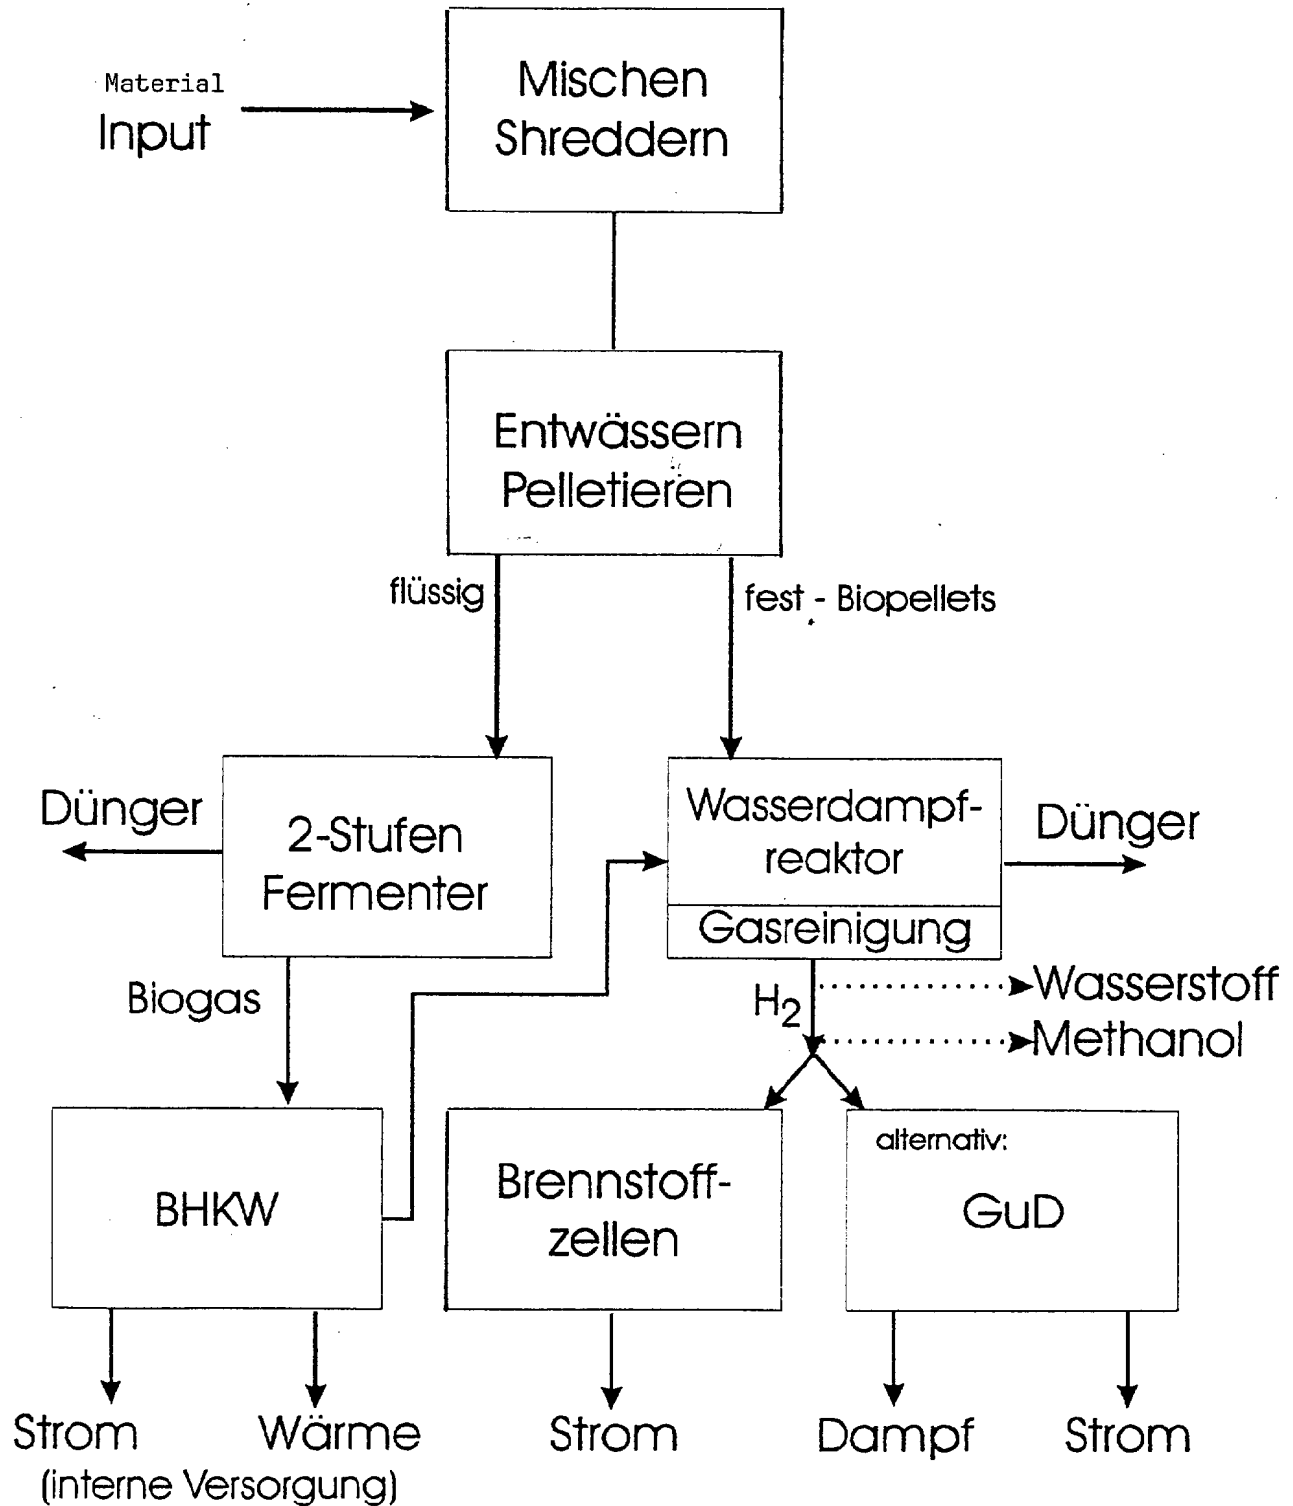 Material
Input
Mischen
Shreddern
Entwässern
Pelletieren
flüssig
fest - Biopellets
Dünger
2-Stufen
Fermenter
Wasserdampf-
reaktor
Gasreinigung
Dünger
Biogas
H2
Wasserstoff
Methanol
BHKW
Brennstoff-
zellen
alternativ:
GuD
Strom
Wärme
(interne Versorgung)
Strom
Dampf
Strom